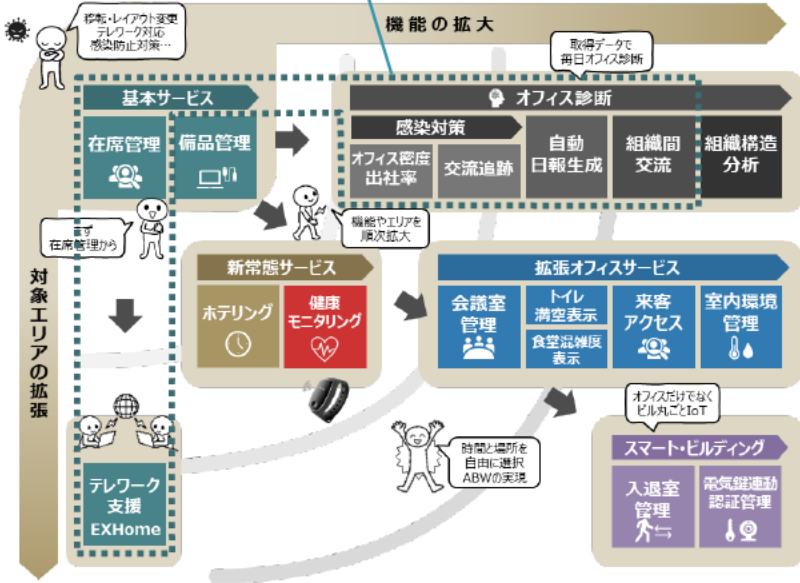 移転・レイアウト変更
テレワーク対応
感染防止対策…
機能の拡大
取得データで
毎日オフィス診断
基本サービス
在席管理
備品管理
オフィス診断
感染対策
オフィス密度
出社率
交流追跡
自動
日報生成
組織間
交流
組織構造
分析
まず
在席管理から
機能やエリアを
順次拡大
対象エリアの拡張
新常態サービス
ホテリング
健康
モニタリング
拡張オフィスサービス
会議室
管理
トイレ
満空表示
食堂混雑度
表示
来客
アクセス
室内環境
管理
オフィスだけでなく
ビル丸ごとIoT
時間と場所を
自由に選択
ABWの実現
テレワーク
支援
EXHome
スマート・ビルディング
入退室
管理
電気鍵連動
認証管理